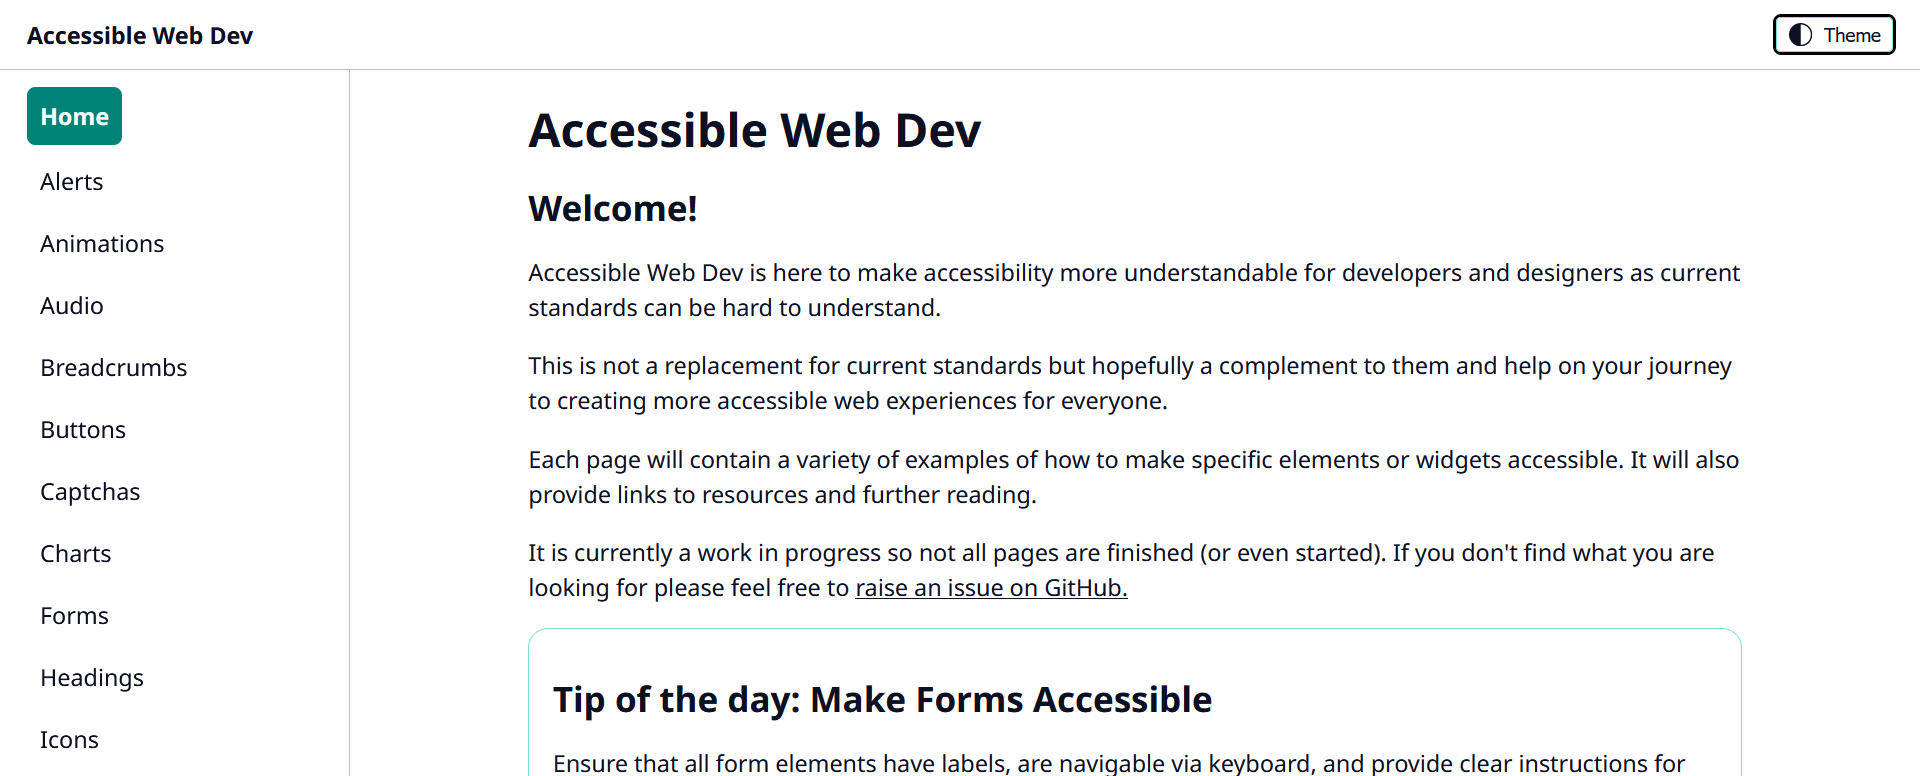 Accessible Web Dev
Theme
Home
Alerts
Animations
Audio
Breadcrumbs
Buttons
Captchas
Charts
Forms
Headings
Icons
Accessible Web Dev
Welcome!
Accessible Web Dev is here to make accessibility more understandable for developers and designers as current
standards can be hard to understand.
This is not a replacement for current standards but hopefully a complement to them and help on your journey
to creating more accessible web experiences for everyone.
Each page will contain a variety of examples of how to make specific elements or widgets accessible. It will also
provide links to resources and further reading.
It is currently a work in progress so not all pages are finished (or even started). If you don't find what you are
looking for please feel free to raise an issue on GitHub.
Tip of the day: Make Forms Accessible
Ensure that all form elements have labels, are navigable via keyboard, and provide clear instructions for